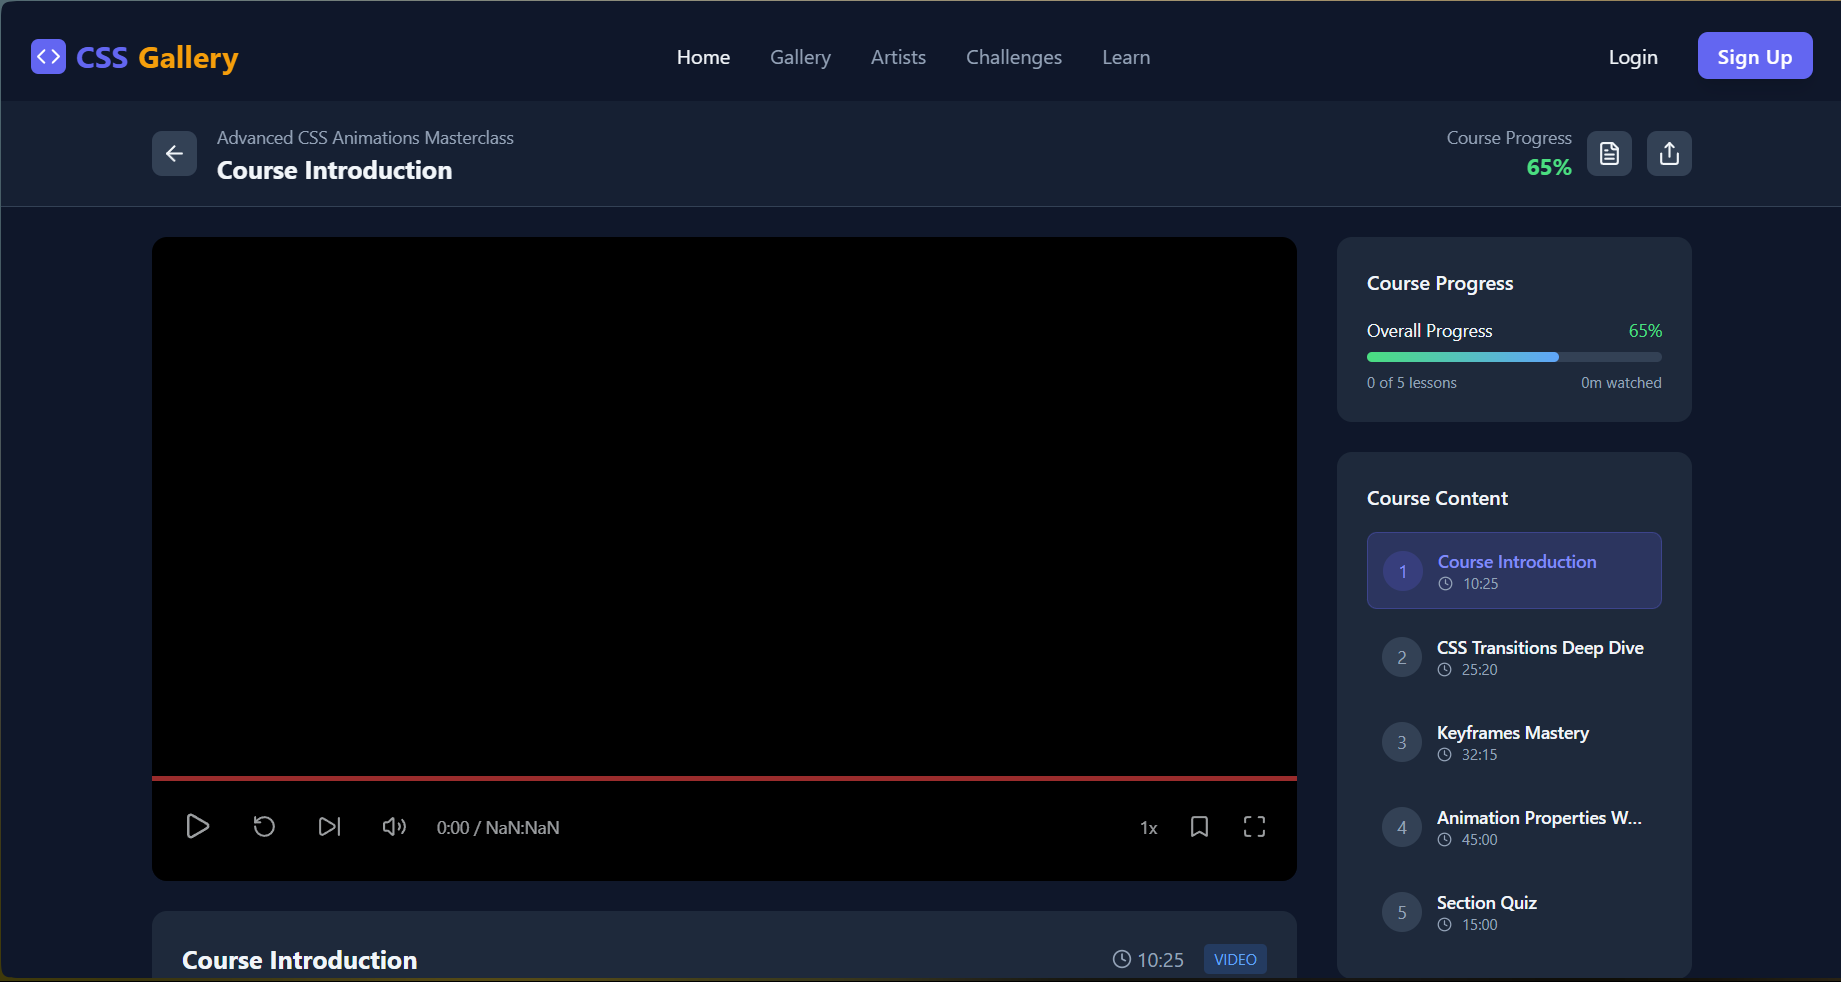 CSS Gallery
Home Gallery Artists Challenges Learn
Login Sign Up
Advanced CSS Animations Masterclass
Course Introduction
Course Progress
65%
Course Progress
Overall Progress 65%
0 of 5 lessons 0m watched
Course Content
1 Course Introduction
10:25
2 CSS Transitions Deep Dive
25:20
3 Keyframes Mastery
32:15
4 Animation Properties W...
45:00
5 Section Quiz
15:00
0:00 / NaN:NaN 1x
Course Introduction 10:25 VIDEO